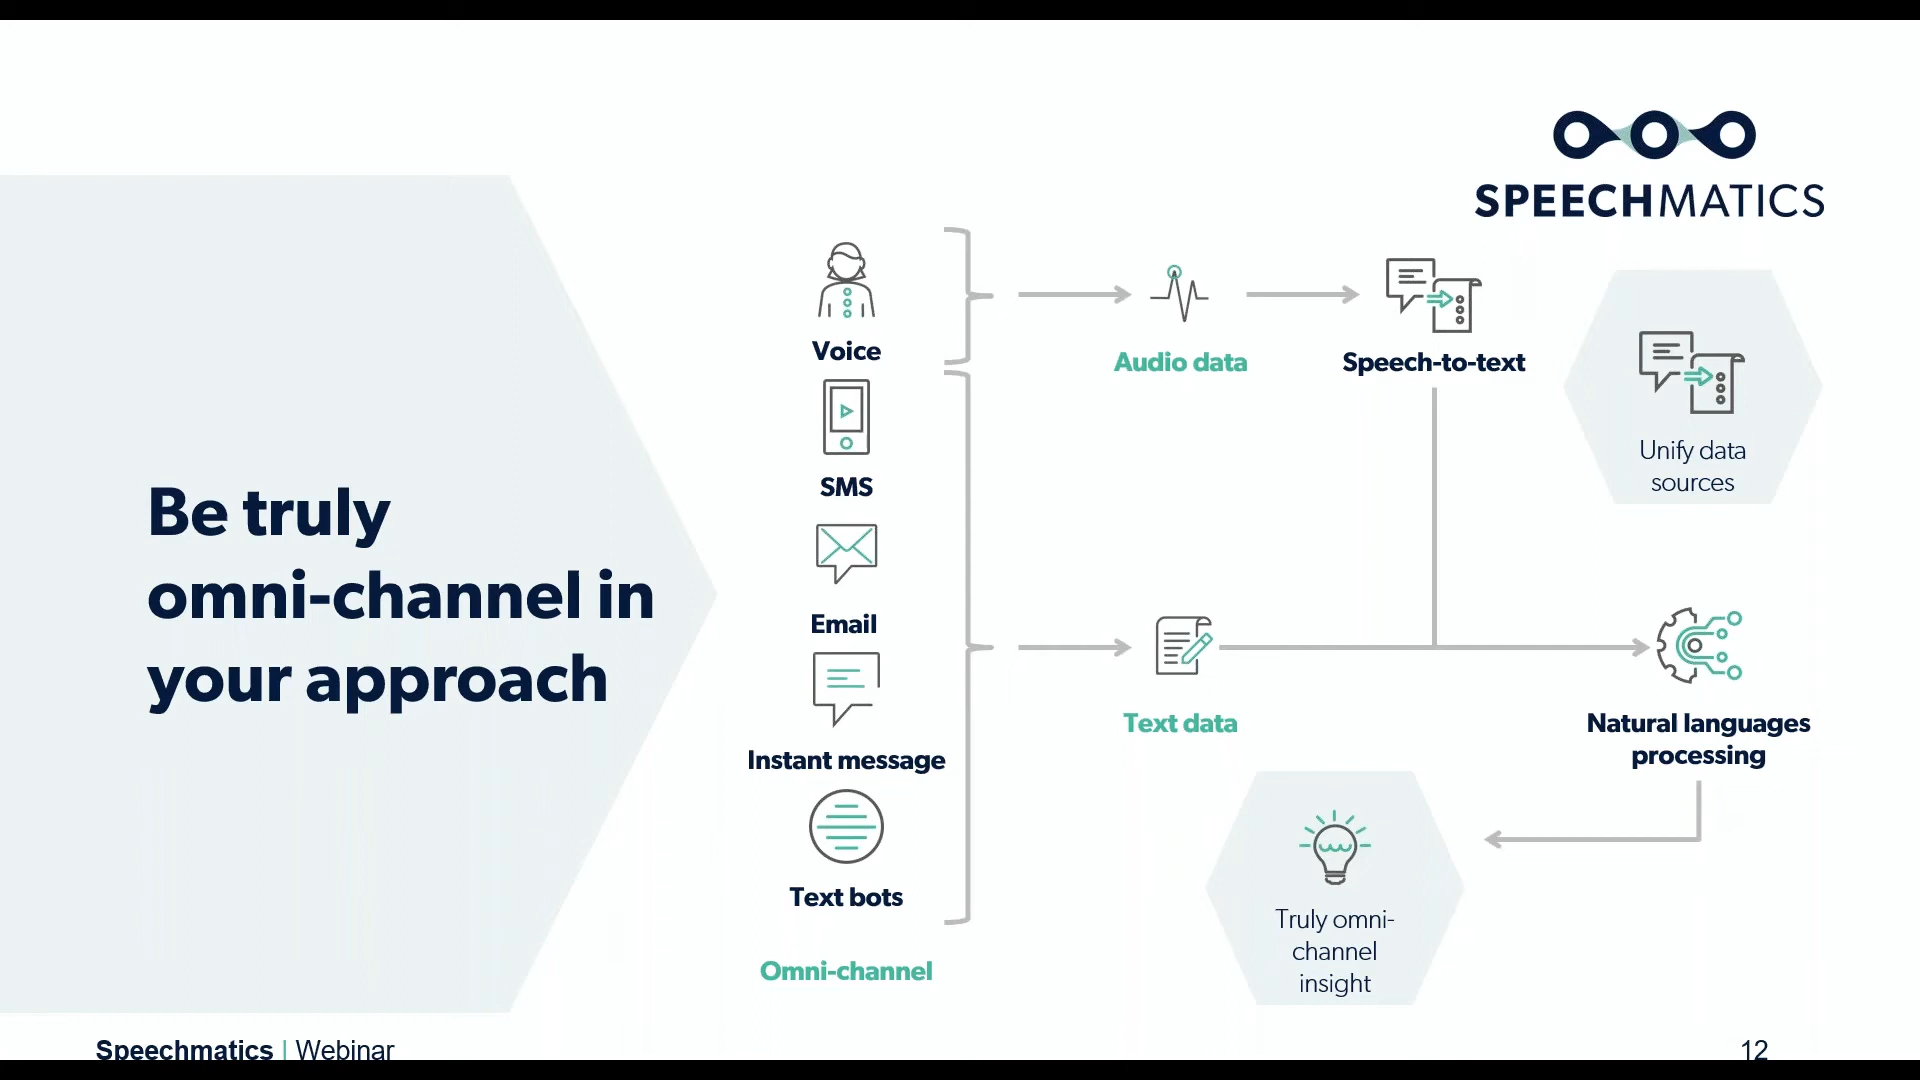 SPEECHMATICS
Be truly
omni-channel in
your approach
Voice
SMS
Email
Instant message
Text bots
Omni-channel
Audio data
Speech-to-text
Unify data
sources
Text data
Natural languages
processing
Truly omni-
channel
insight
Speechmatics | Webinar
12